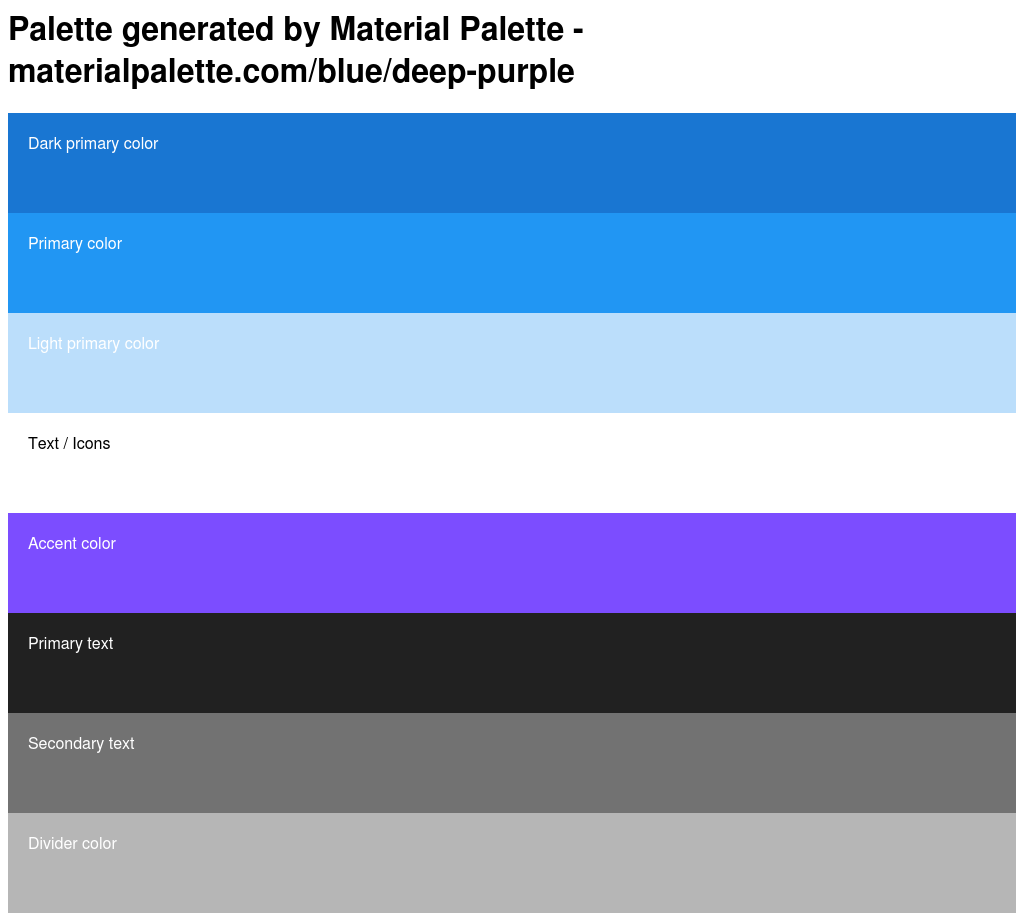 Palette generated by Material Palette -
materialpalette.com/blue/deep-purple
Dark primary color
Primary color
Light primary color
Text / Icons
Accent color
Primary text
Secondary text
Divider color